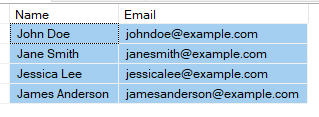 Name Email
John Doe johndoe@example.com
Jane Smith janesmith@example.com
Jessica Lee jessicalee@example.com
James Anderson jamesanderson@example.com